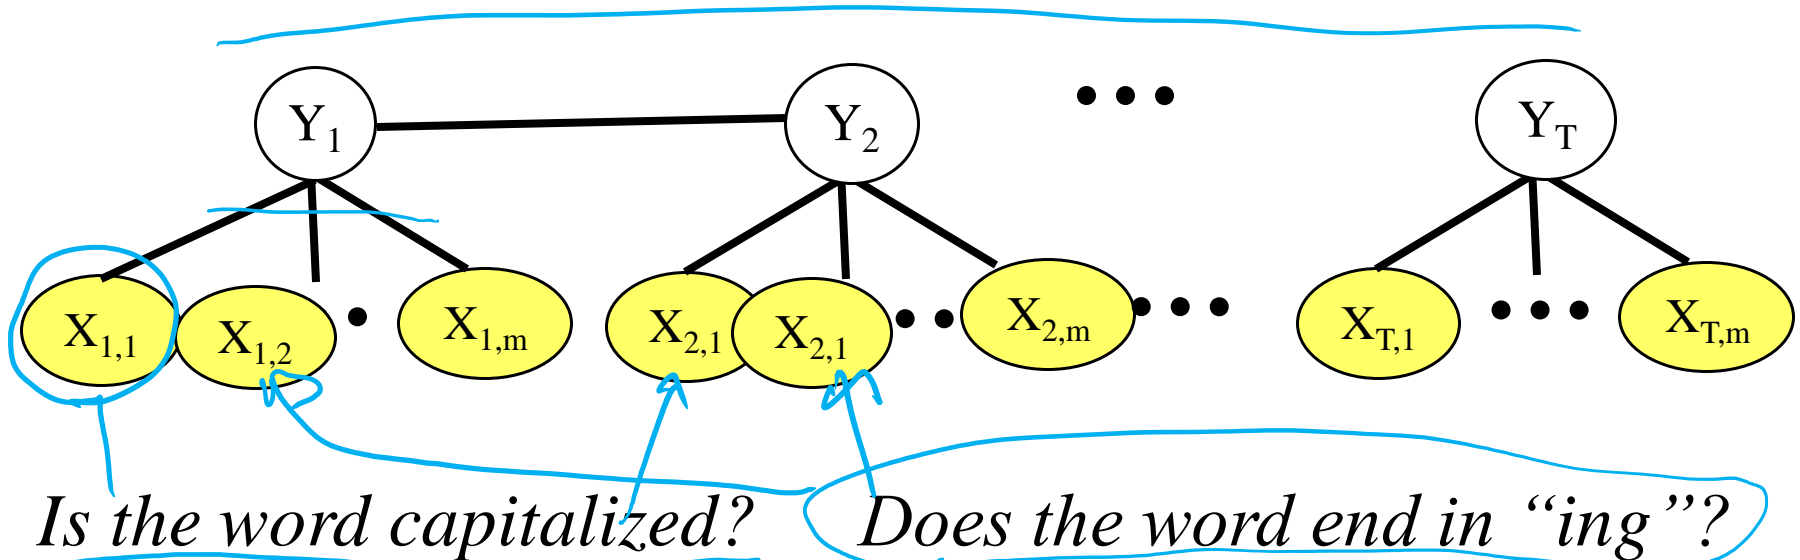 Y1 Y2 • • • YT
X1,1 X1,2 • X1,m X2,1 X2,1 • • X2,m • • • XT,1 • • • XT,m
Is the word capitalized? Does the word end in “ing”?